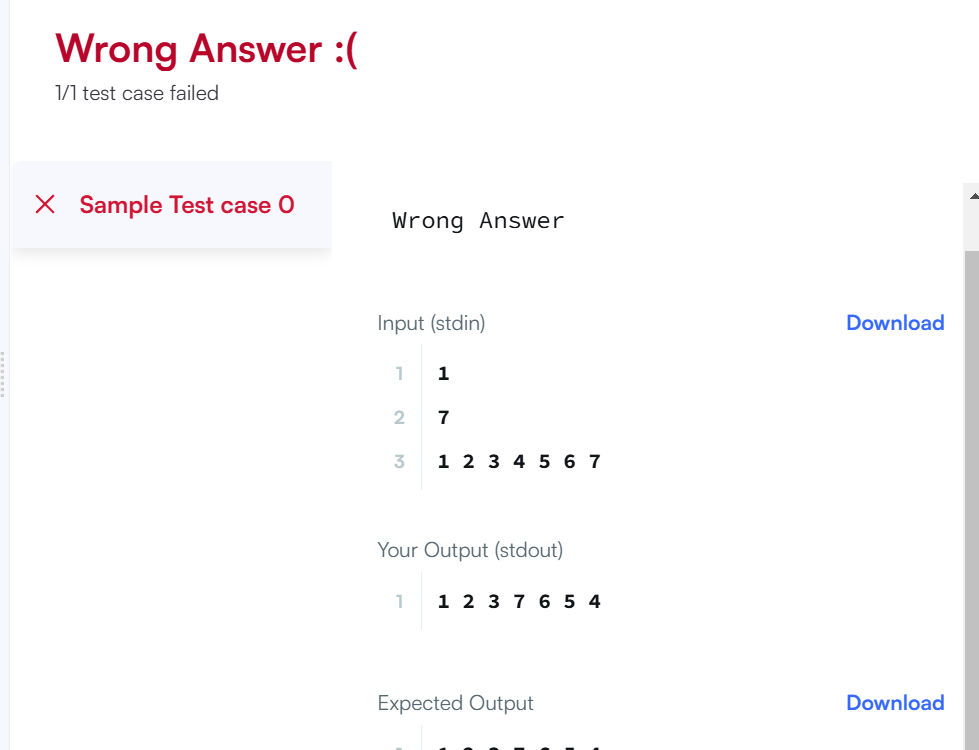 Wrong Answer :(
1/1 test case failed
Sample Test case 0
Wrong Answer
Input (stdin)
Download
1 1
2 7
3 1 2 3 4 5 6 7
Your Output (stdout)
1 1 2 3 7 6 5 4
Expected Output
Download